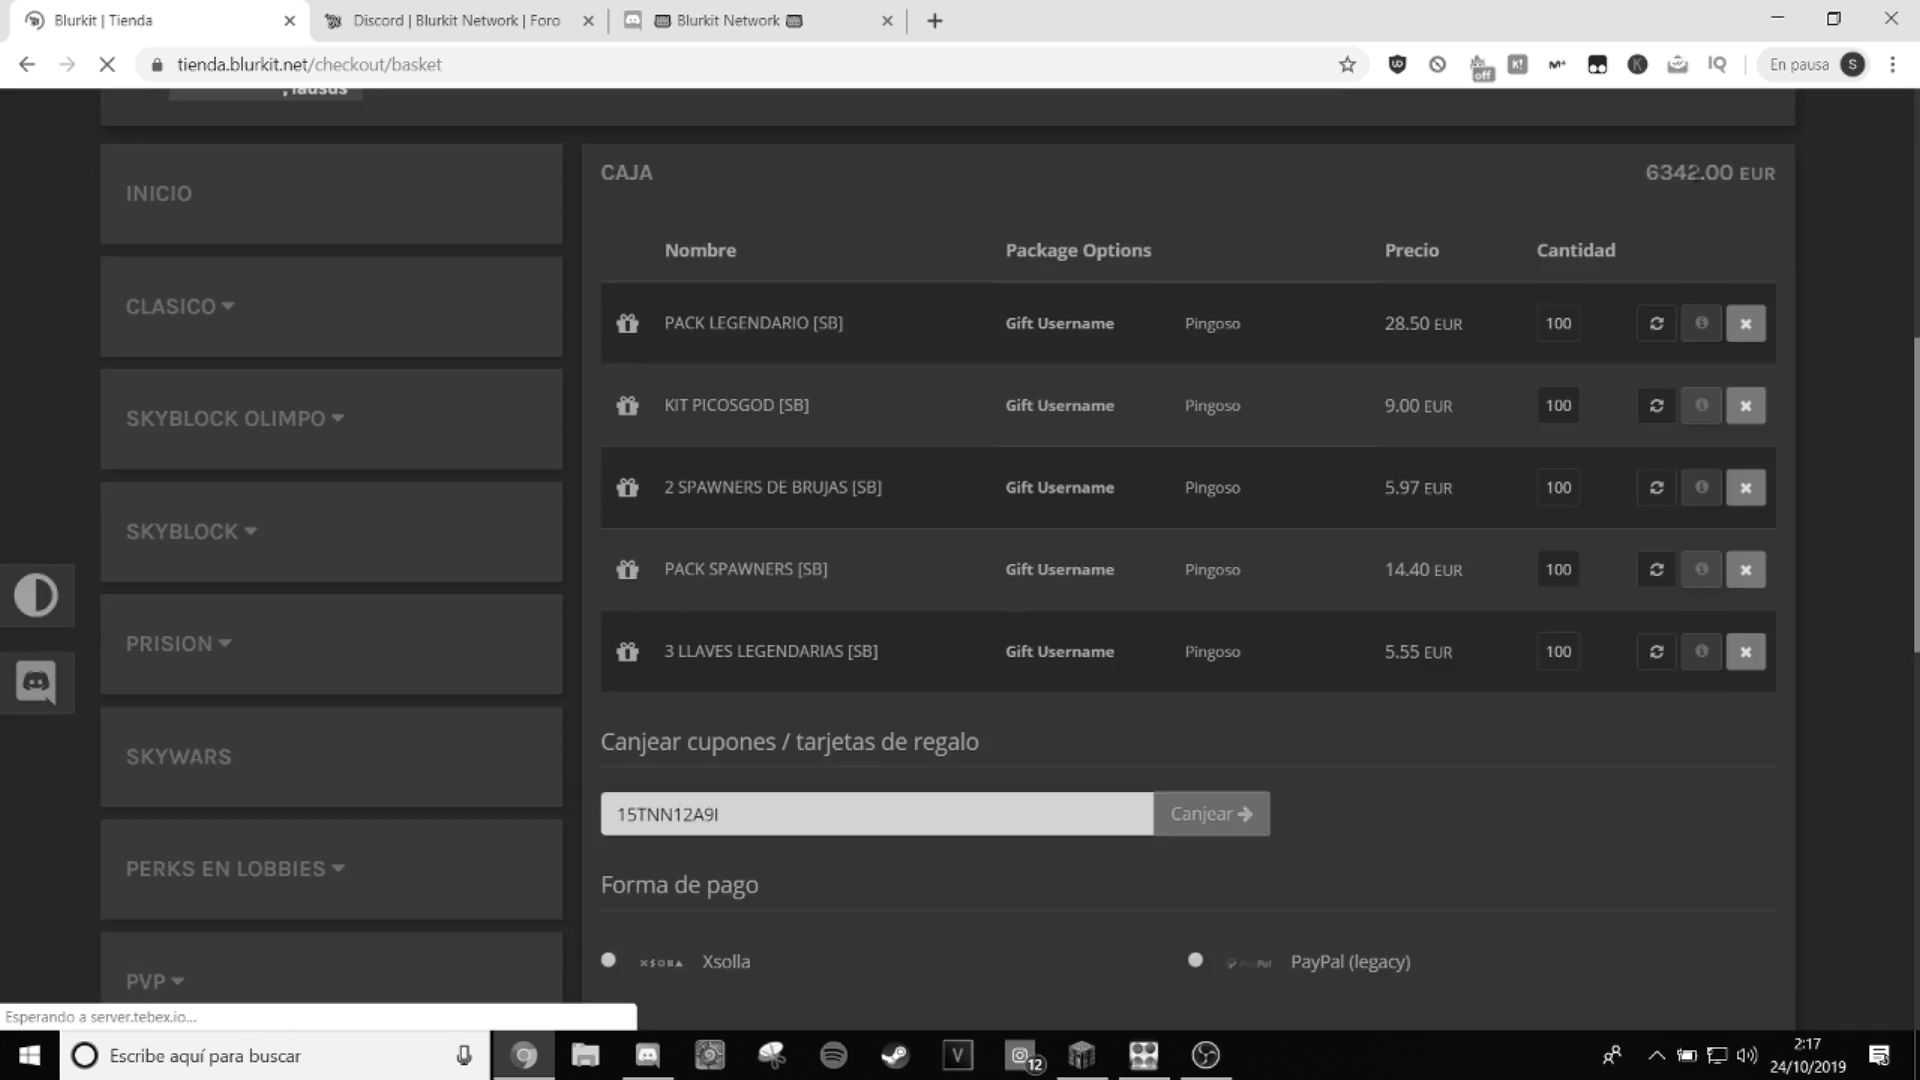 Blurkit | Tienda
Discord | Blurkit Network | Foro
Blurkit Network
tienda.blurkit.net/checkout/basket
off
K!
M+
K
IQ
En pausa
S
INICIO
CLASICO
SKYBLOCK OLIMPO
SKYBLOCK
PRISION
SKYWARS
PERKS EN LOBBIES
PVP
CAJA 6342.00 EUR
Nombre Package Options Precio Cantidad
PACK LEGENDARIO [SB] Gift Username Pingoso 28.50 EUR 100
KIT PICOSGOD [SB] Gift Username Pingoso 9.00 EUR 100
2 SPAWNERS DE BRUJAS [SB] Gift Username Pingoso 5.97 EUR 100
PACK SPAWNERS [SB] Gift Username Pingoso 14.40 EUR 100
3 LLAVES LEGENDARIAS [SB] Gift Username Pingoso 5.55 EUR 100
Canjear cupones / tarjetas de regalo
15TNN12A9I Canjear
Forma de pago
XSOLLA Xsolla PayPal PayPal (legacy)
Esperando a server.tebex.io...
Escribe aquí para buscar
V
12
2:17
24/10/2019